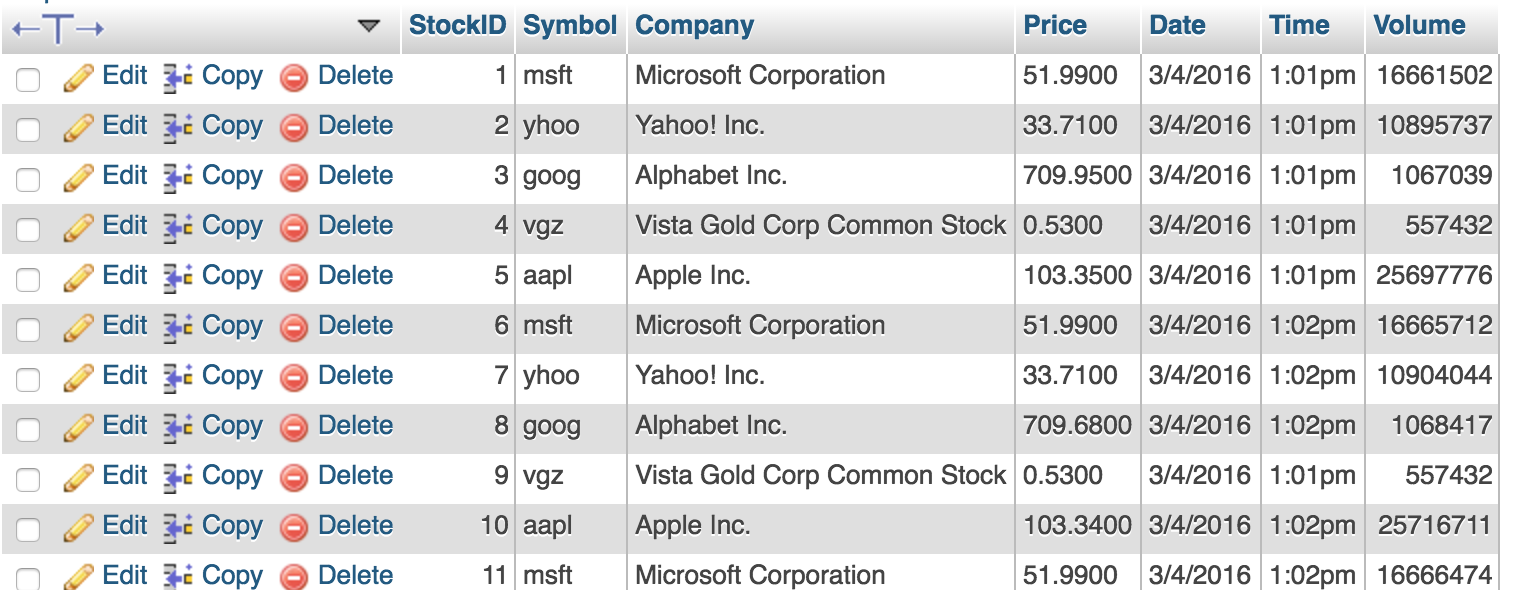 ←T→ StockID Symbol Company Price Date Time Volume
Edit Copy Delete 1 msft Microsoft Corporation 51.9900 3/4/2016 1:01pm 16661502
Edit Copy Delete 2 yhoo Yahoo! Inc. 33.7100 3/4/2016 1:01pm 10895737
Edit Copy Delete 3 goog Alphabet Inc. 709.9500 3/4/2016 1:01pm 1067039
Edit Copy Delete 4 vgz Vista Gold Corp Common Stock 0.5300 3/4/2016 1:01pm 557432
Edit Copy Delete 5 aapl Apple Inc. 103.3500 3/4/2016 1:01pm 25697776
Edit Copy Delete 6 msft Microsoft Corporation 51.9900 3/4/2016 1:02pm 16665712
Edit Copy Delete 7 yhoo Yahoo! Inc. 33.7100 3/4/2016 1:02pm 10904044
Edit Copy Delete 8 goog Alphabet Inc. 709.6800 3/4/2016 1:02pm 1068417
Edit Copy Delete 9 vgz Vista Gold Corp Common Stock 0.5300 3/4/2016 1:01pm 557432
Edit Copy Delete 10 aapl Apple Inc. 103.3400 3/4/2016 1:02pm 25716711
Edit Copy Delete 11 msft Microsoft Corporation 51.9900 3/4/2016 1:02pm 16666474